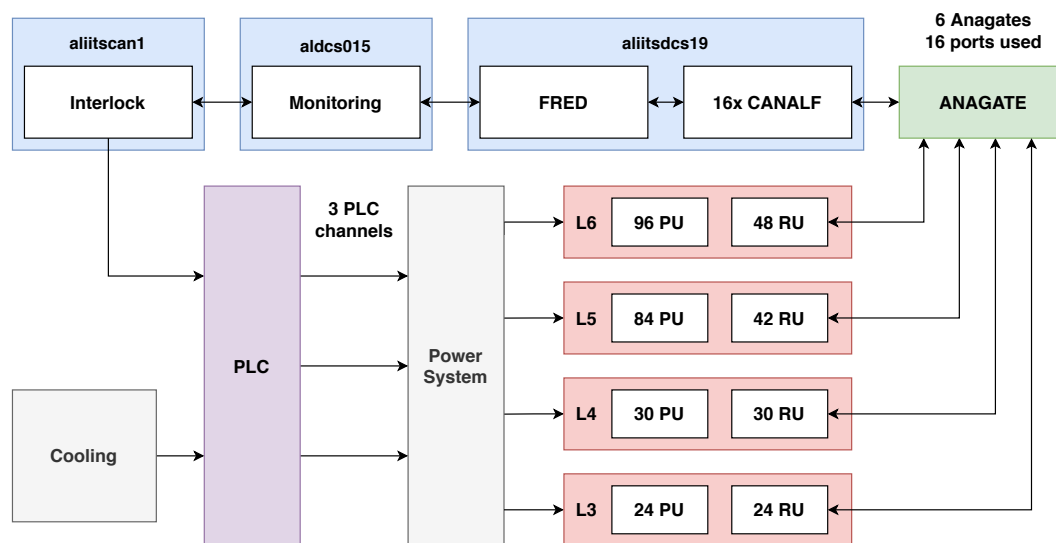 aliitscan1
aldcs015
aliitsdcs19
6 Anagates
16 ports used
Interlock
Monitoring
FRED
16x CANALF
ANAGATE
3 PLC
channels
L6
96 PU
48 RU
L5
84 PU
42 RU
PLC
Power
System
L4
30 PU
30 RU
Cooling
L3
24 PU
24 RU